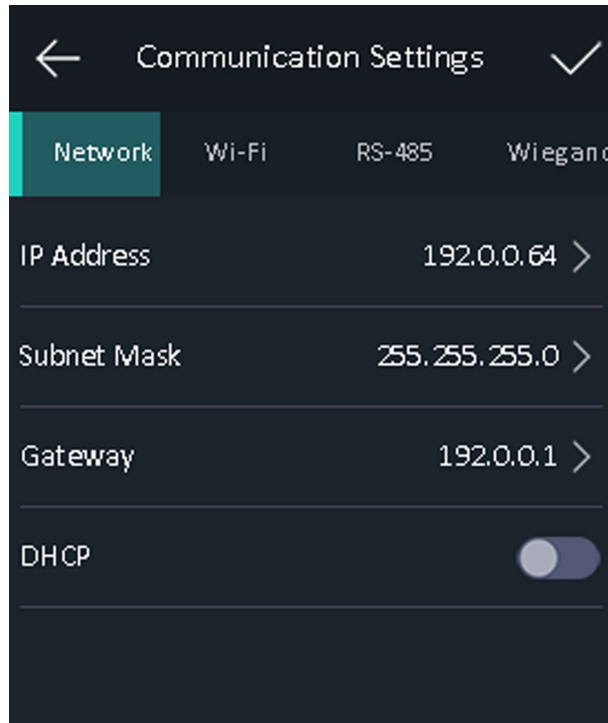 Communication Settings
Network Wi-Fi RS-485 Wiegand
IP Address 192.0.0.64
Subnet Mask 255.255.255.0
Gateway 192.0.0.1
DHCP